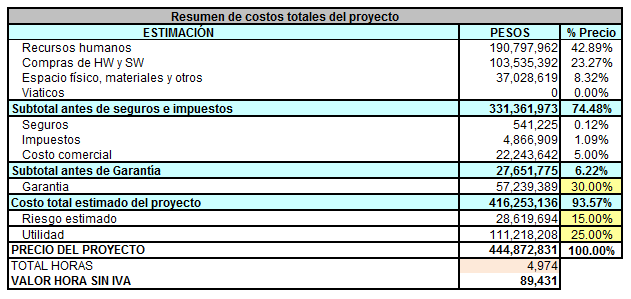 Resumen de costos totales del proyecto
ESTIMACIÓN PESOS % Precio
Recursos humanos 190,797,962 42.89%
Compras de HW y SW 103,535,392 23.27%
Espacio físico, materiales y otros 37,028,619 8.32%
Viaticos 0 0.00%
Subtotal antes de seguros e impuestos 331,361,973 74.48%
Seguros 541,225 0.12%
Impuestos 4,866,909 1.09%
Costo comercial 22,243,642 5.00%
Subtotal antes de Garantía 27,651,775 6.22%
Garantia 57,239,389 30.00%
Costo total estimado del proyecto 416,253,136 93.57%
Riesgo estimado 28,619,694 15.00%
Utilidad 111,218,208 25.00%
PRECIO DEL PROYECTO 444,872,831 100.00%
TOTAL HORAS 4,974
VALOR HORA SIN IVA 89,431